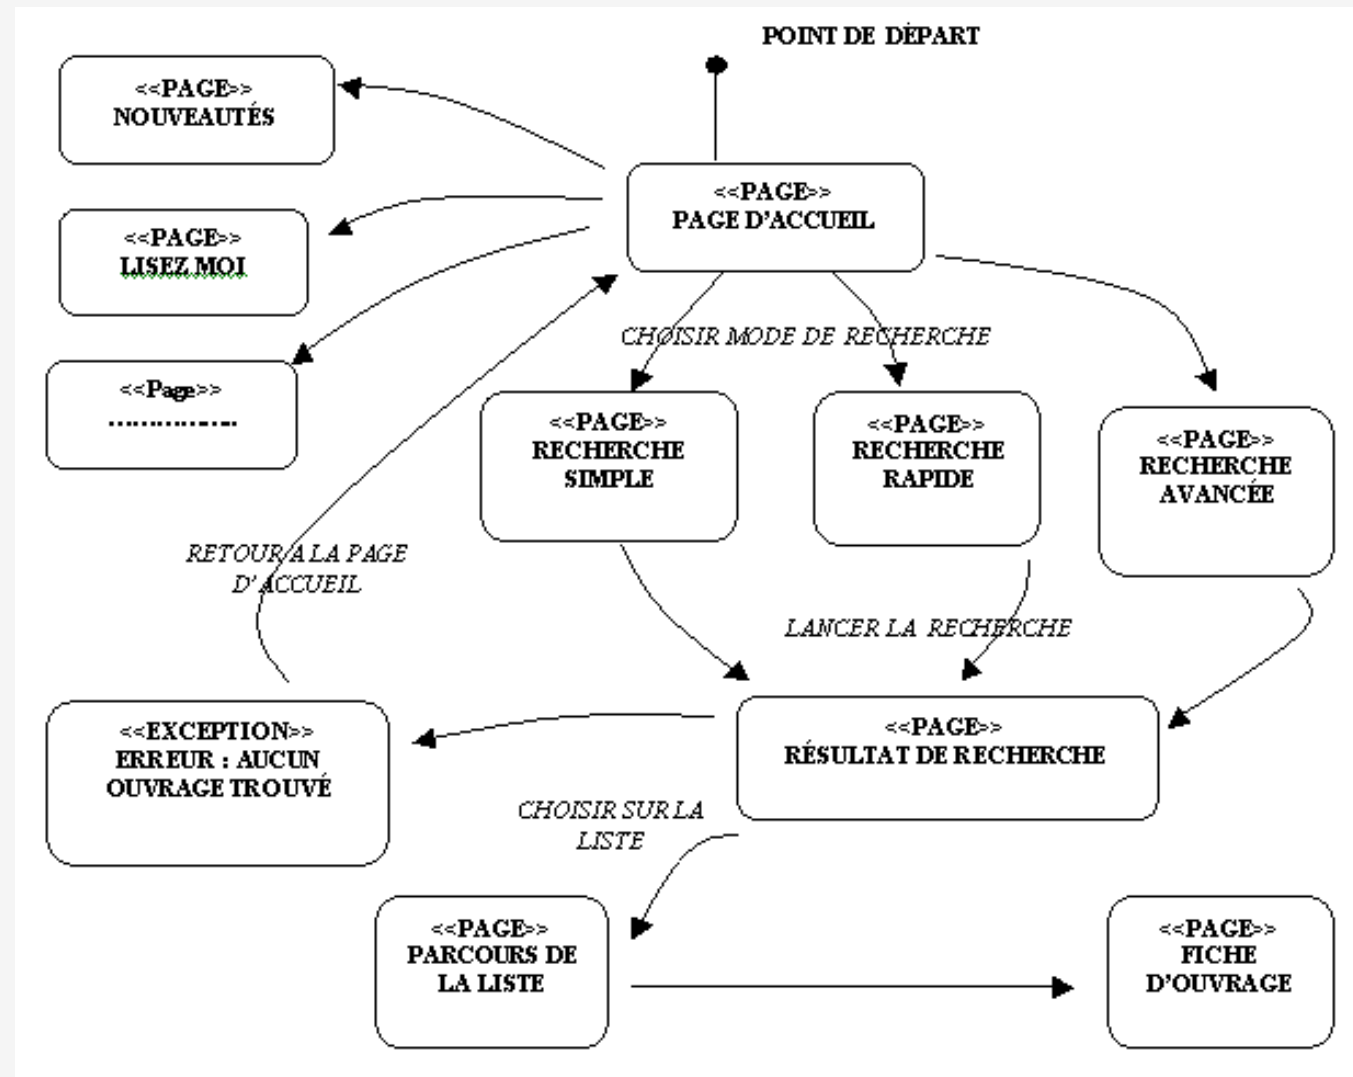 POINT DE DÉPART
<<PAGE>>
NOUVEAUTÉS
<<PAGE>>
PAGE D'ACCUEIL
<<PAGE>>
LISEZ MOI
CHOISIR MODE DE RECHERCHE
<<Page>>
...............
<<PAGE>>
RECHERCHE
SIMPLE
<<PAGE>>
RECHERCHE
RAPIDE
<<PAGE>>
RECHERCHE
AVANCÉE
RETOUR A LA PAGE
D'ACCUEIL
LANCER LA RECHERCHE
<<EXCEPTION>>
ERREUR : AUCUN
OUVRAGE TROUVÉ
<<PAGE>>
RÉSULTAT DE RECHERCHE
CHOISIR SUR LA
LISTE
<<PAGE>>
PARCOURS DE
LA LISTE
<<PAGE>>
FICHE
D'OUVRAGE